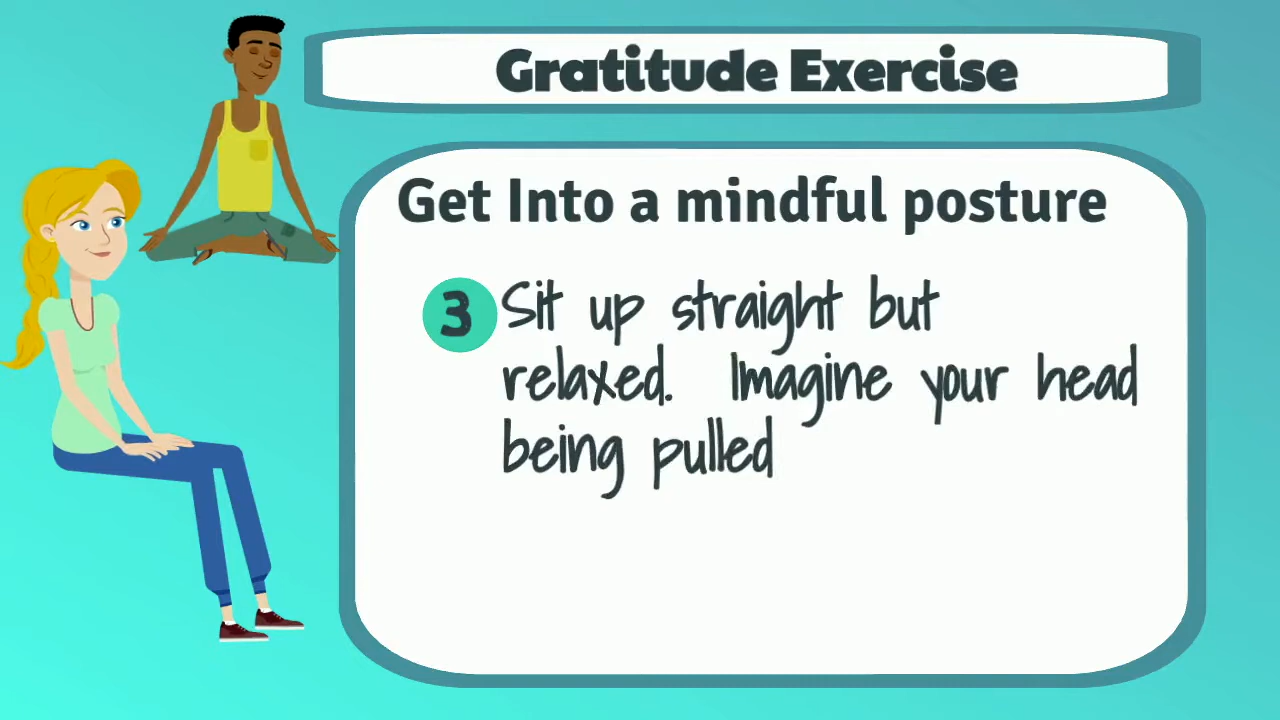 Gratitude Exercise
Get Into a mindful posture
3 Sit up straight but
relaxed. Imagine your head
being pulled